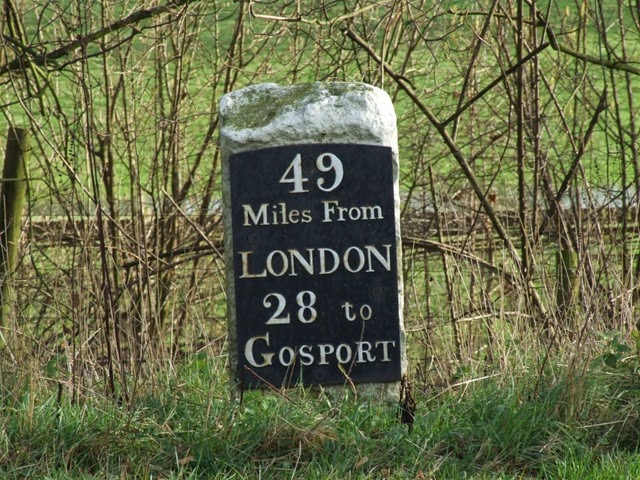 49
Miles From
LONDON
28 to
GOSPORT